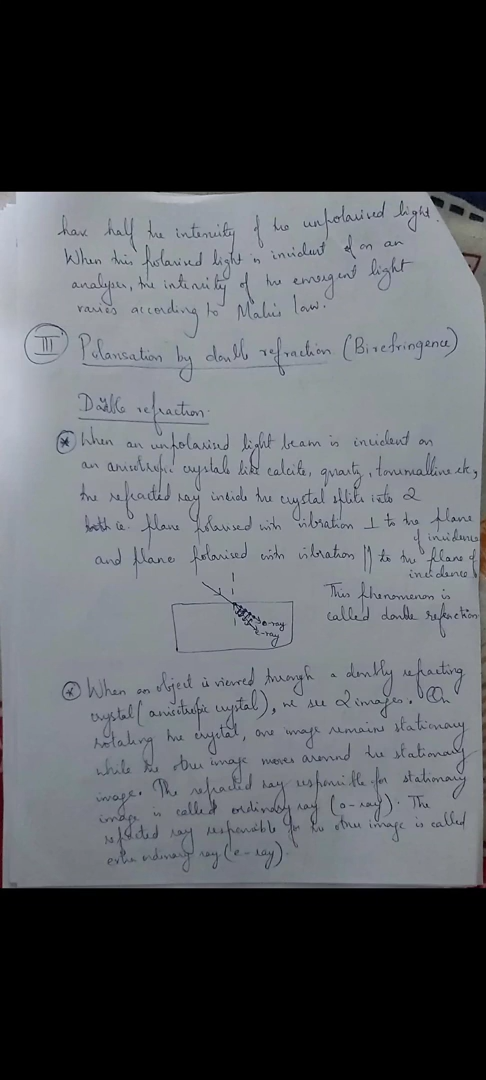 have half the intensity of the unpolarised light.
When this polarised light is incident of on an
analyser, the intensity of the emergent light
varies according to Malus law.
III Polarisation by double refraction (Birefringence)
Double refraction.
* When an unpolarised light beam is incident on
an anisotropic crystals like calcite, quartz, tourmalline etc,
the refracted ray inside the crystal splits into 2
ie. plane polarised with vibration ⊥ to the plane
of incidence
and plane polarised with vibration || to the plane of
incidence
This phenomenon is
called double refraction
o-ray
e-ray
* When an object is viewed through a doubly refracting
crystal (anisotropic crystal), we see 2 images. On
rotating the crystal, one image remains stationary
while the other image moves around the stationary
image. The refracted ray responsible for stationary
image is called ordinary ray (o-ray). The
refracted ray responsible for the other image is called
extra ordinary ray (e-ray).